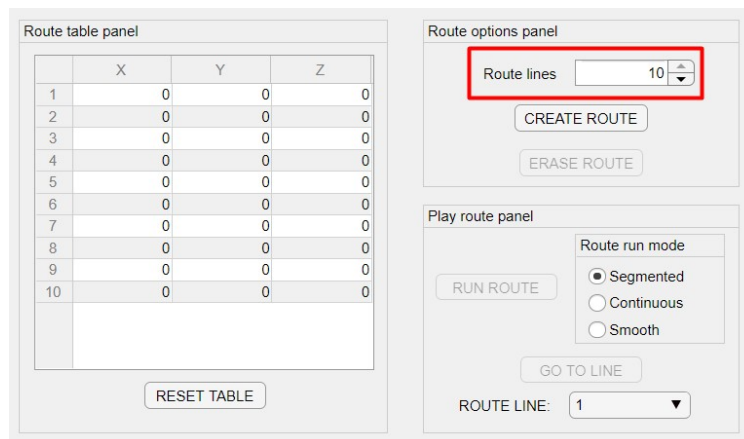 Route table panel
X Y Z
1 0 0 0
2 0 0 0
3 0 0 0
4 0 0 0
5 0 0 0
6 0 0 0
7 0 0 0
8 0 0 0
9 0 0 0
10 0 0 0
RESET TABLE
Route options panel
Route lines 10
CREATE ROUTE
ERASE ROUTE
Play route panel
RUN ROUTE
Route run mode
Segmented
Continuous
Smooth
GO TO LINE
ROUTE LINE: 1